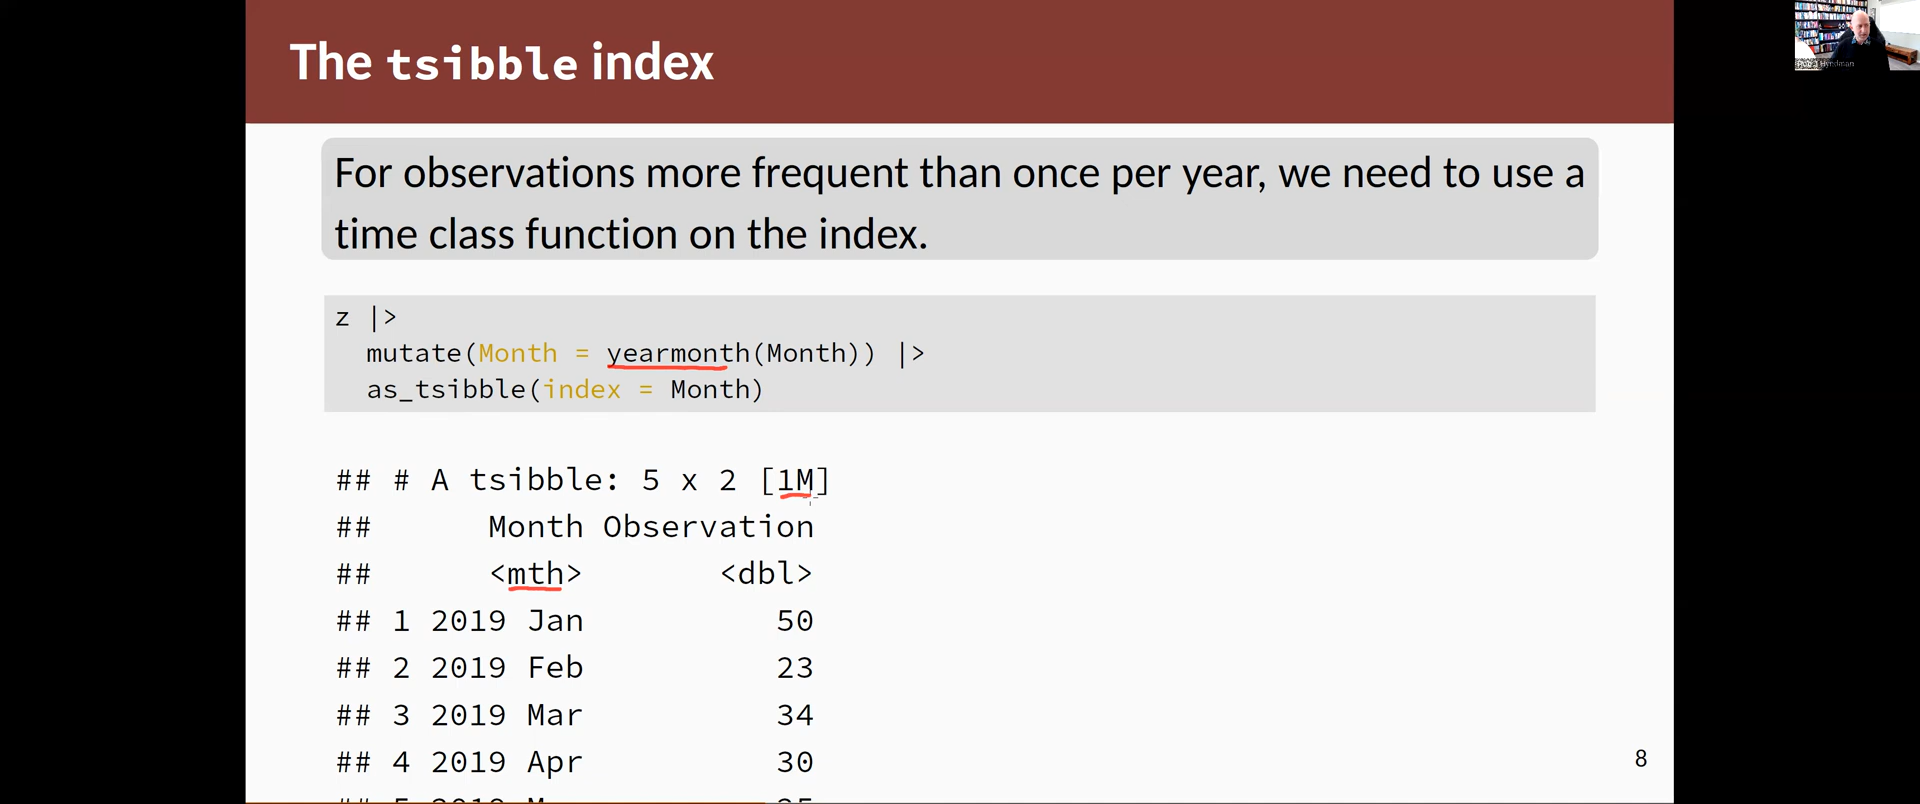 The tsibble index
For observations more frequent than once per year, we need to use a
time class function on the index.
z |>
  mutate(Month = yearmonth(Month)) |>
  as_tsibble(index = Month)
## # A tsibble: 5 x 2 [1M]
##      Month Observation
##      <mth>       <dbl>
## 1 2019 Jan          50
## 2 2019 Feb          23
## 3 2019 Mar          34
## 4 2019 Apr          30
8